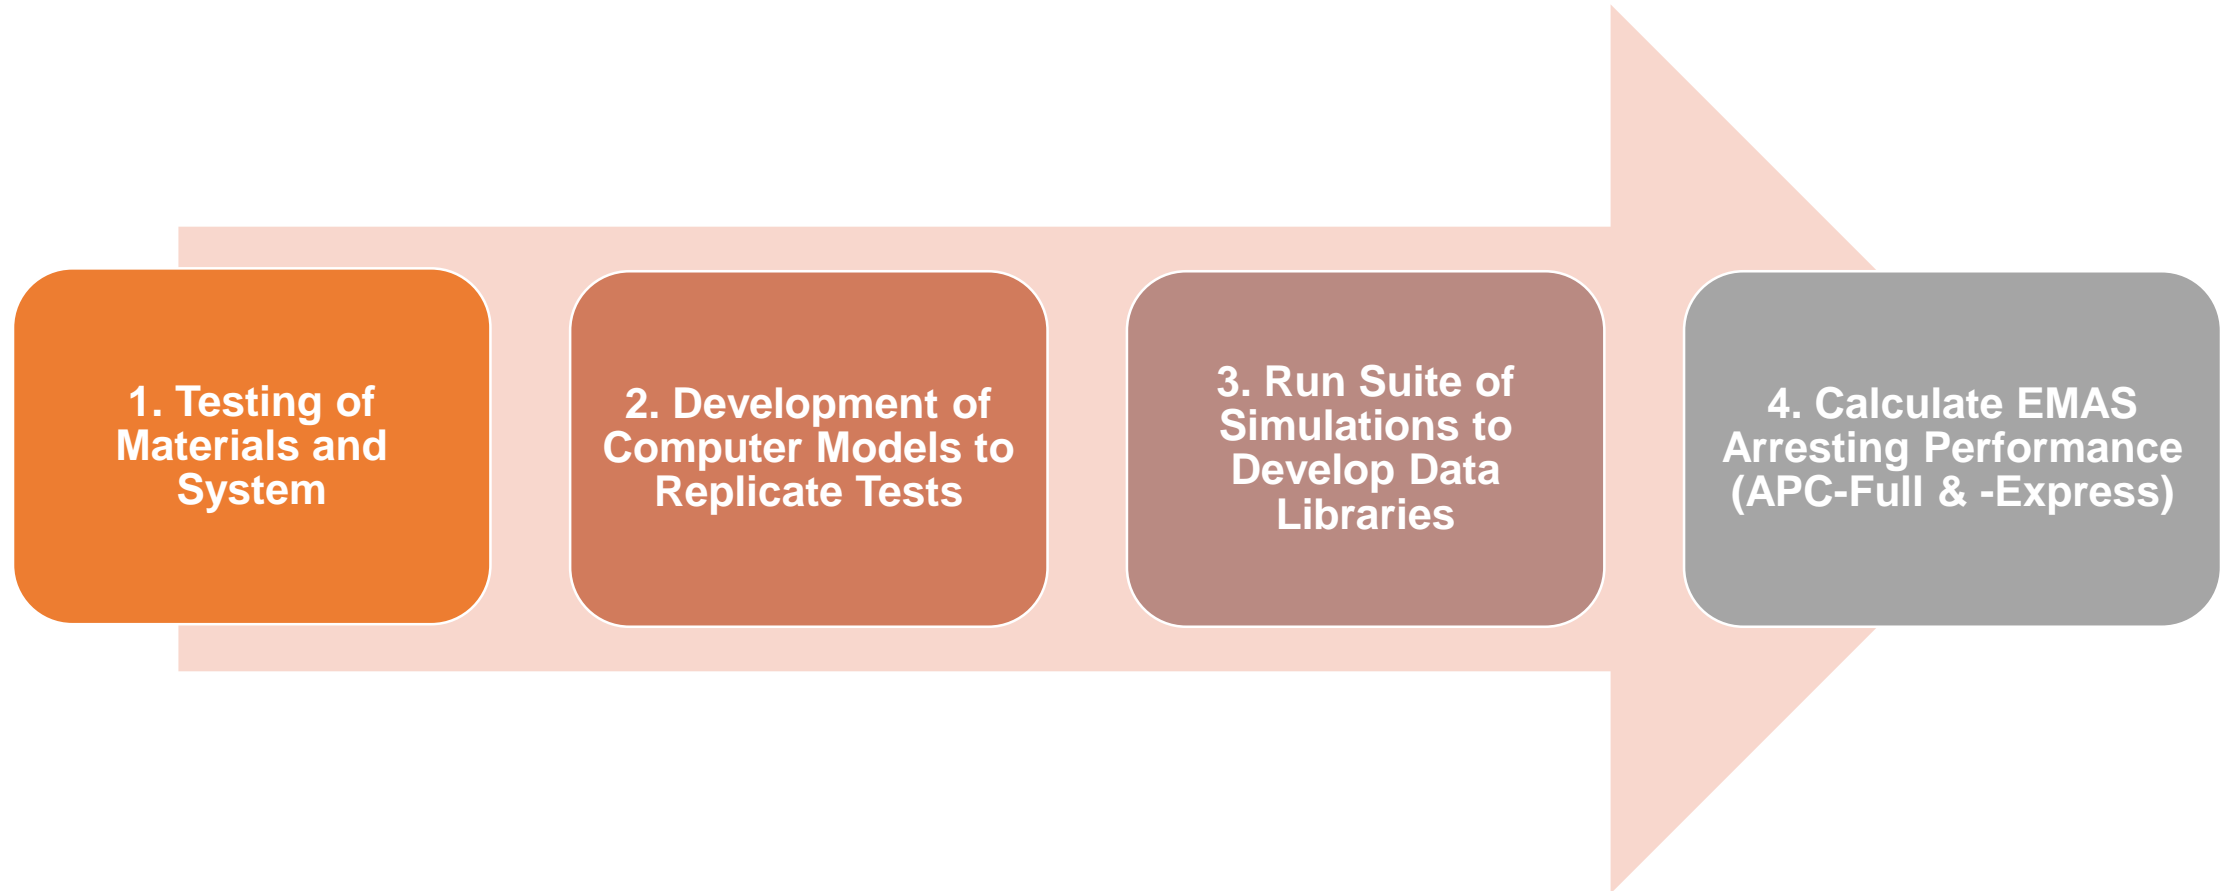 1. Testing of
Materials and
System
2. Development of
Computer Models to
Replicate Tests
3. Run Suite of
Simulations to
Develop Data
Libraries
4. Calculate EMAS
Arresting Performance
(APC-Full & -Express)